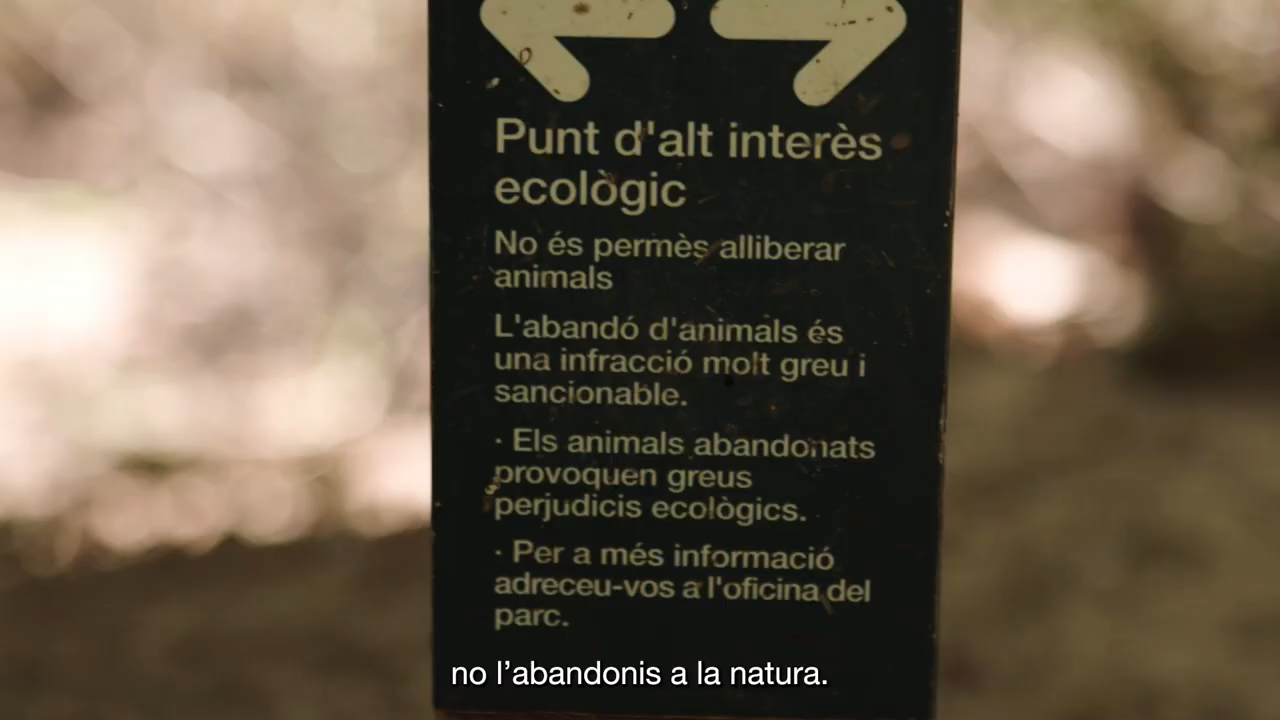 Punt d'alt interès
ecològic
No és permès alliberar
animals
L'abandó d'animals és
una infracció molt greu i
sancionable.
· Els animals abandonats
provoquen greus
perjudicis ecològics.
· Per a més informació
adreceu-vos a l'oficina del
parc.
no l’abandonis a la natura.